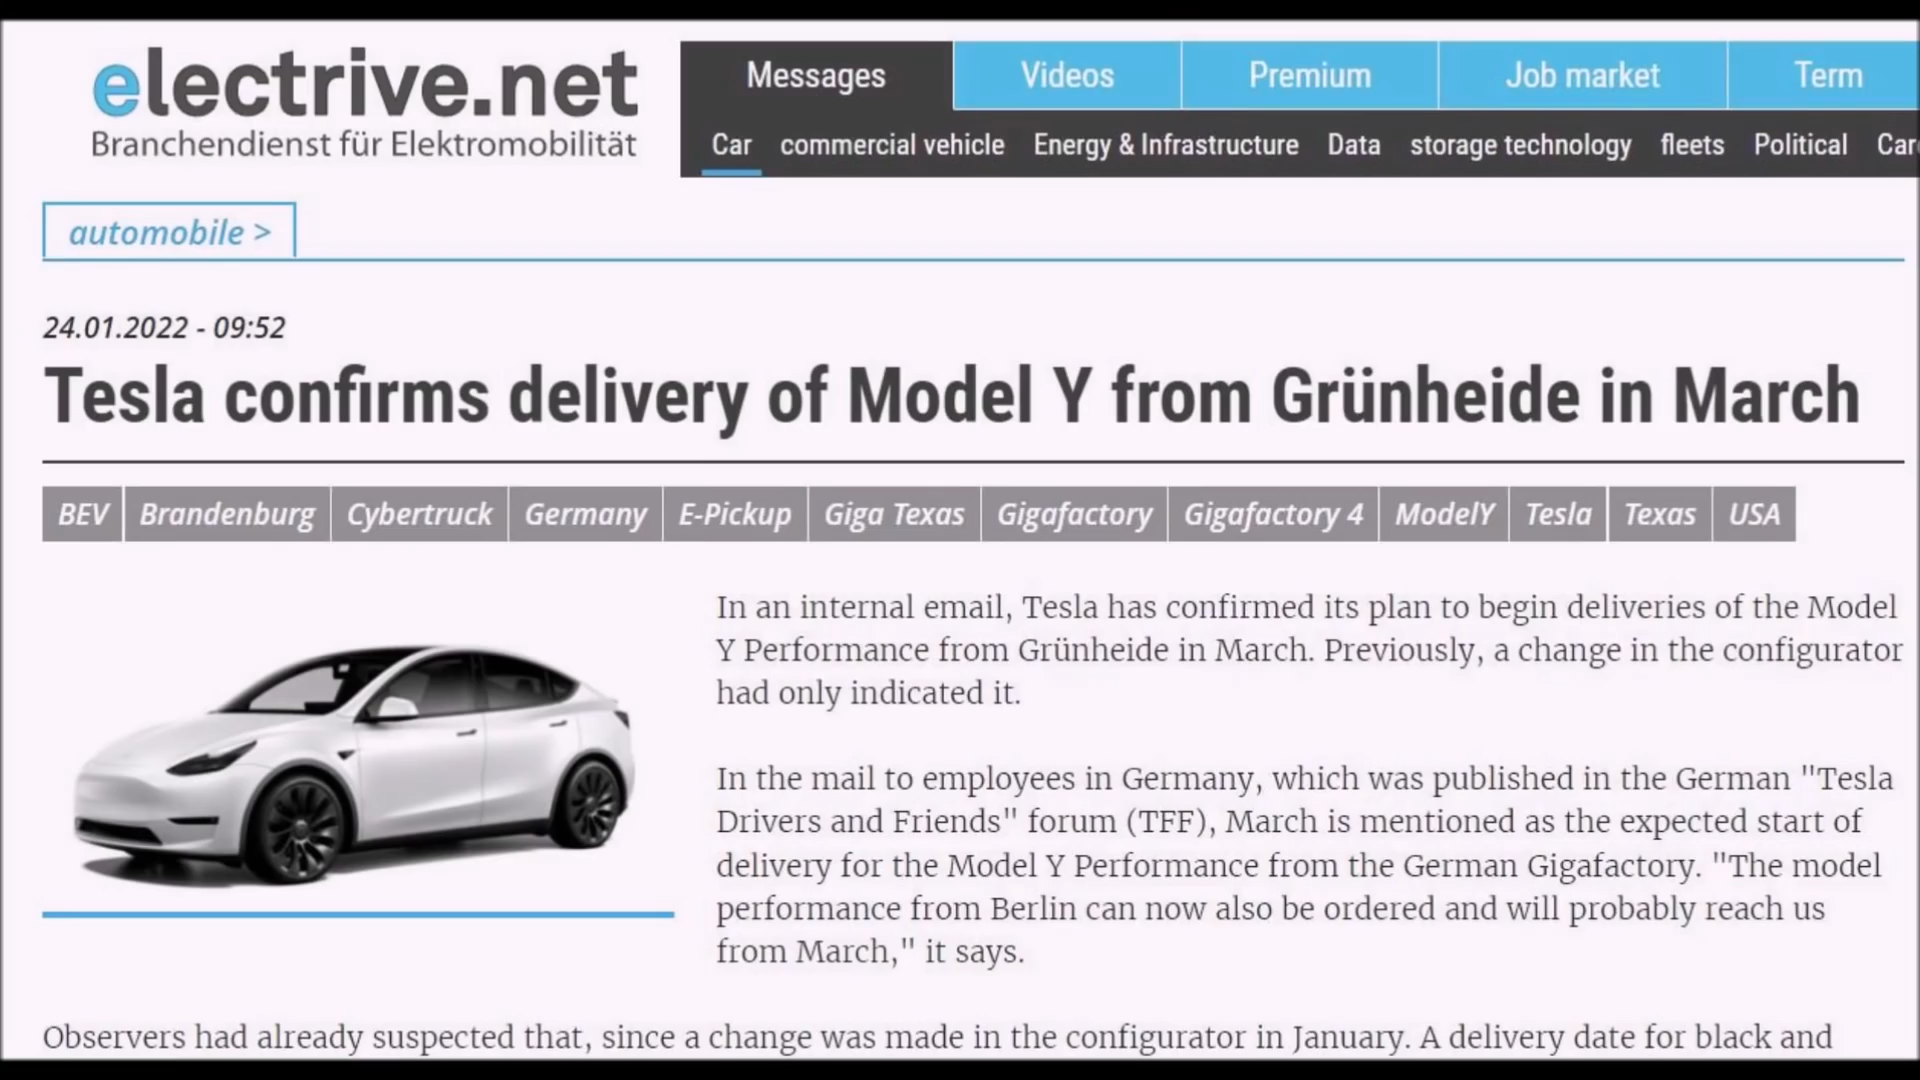 electrive.net
Branchendienst für Elektromobilität
Messages Videos Premium Job market Term
Car commercial vehicle Energy & Infrastructure Data storage technology fleets Political
automobile >
24.01.2022 - 09:52
Tesla confirms delivery of Model Y from Grünheide in March
BEV Brandenburg Cybertruck Germany E-Pickup Giga Texas Gigafactory Gigafactory 4 ModelY Tesla Texas USA
In an internal email, Tesla has confirmed its plan to begin deliveries of the Model
Y Performance from Grünheide in March. Previously, a change in the configurator
had only indicated it.
In the mail to employees in Germany, which was published in the German "Tesla
Drivers and Friends" forum (TFF), March is mentioned as the expected start of
delivery for the Model Y Performance from the German Gigafactory. "The model
performance from Berlin can now also be ordered and will probably reach us
from March," it says.
Observers had already suspected that, since a change was made in the configurator in January. A delivery date for black and